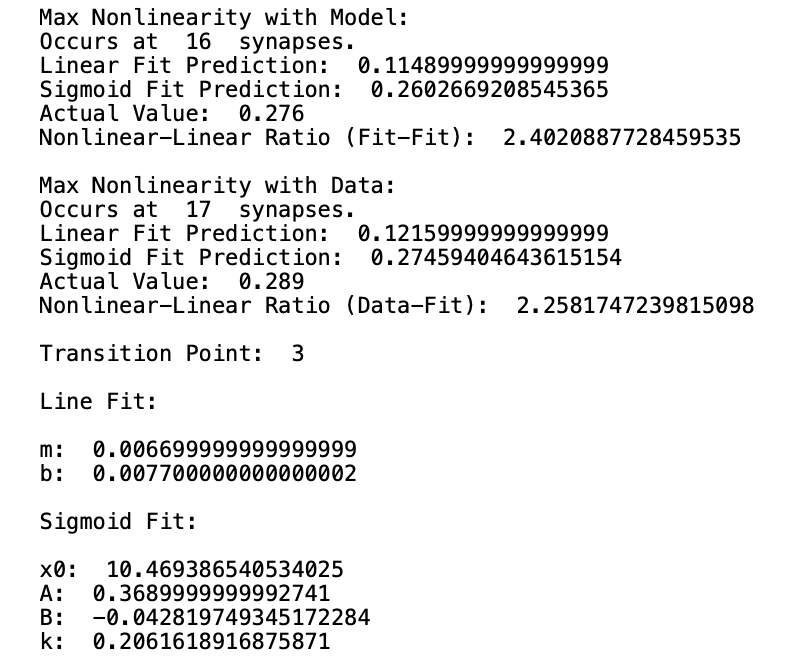 Max Nonlinearity with Model:
Occurs at  16  synapses.
Linear Fit Prediction:  0.11489999999999999
Sigmoid Fit Prediction:  0.2602669208545365
Actual Value:  0.276
Nonlinear-Linear Ratio (Fit-Fit):  2.4020887728459535
Max Nonlinearity with Data:
Occurs at  17  synapses.
Linear Fit Prediction:  0.12159999999999999
Sigmoid Fit Prediction:  0.27459404643615154
Actual Value:  0.289
Nonlinear-Linear Ratio (Data-Fit):  2.2581747239815098
Transition Point:  3
Line Fit:
m:  0.006699999999999999
b:  0.007700000000000002
Sigmoid Fit:
x0:  10.469386540534025
A:  0.3689999999992741
B:  -0.042819749345172284
k:  0.2061618916875871